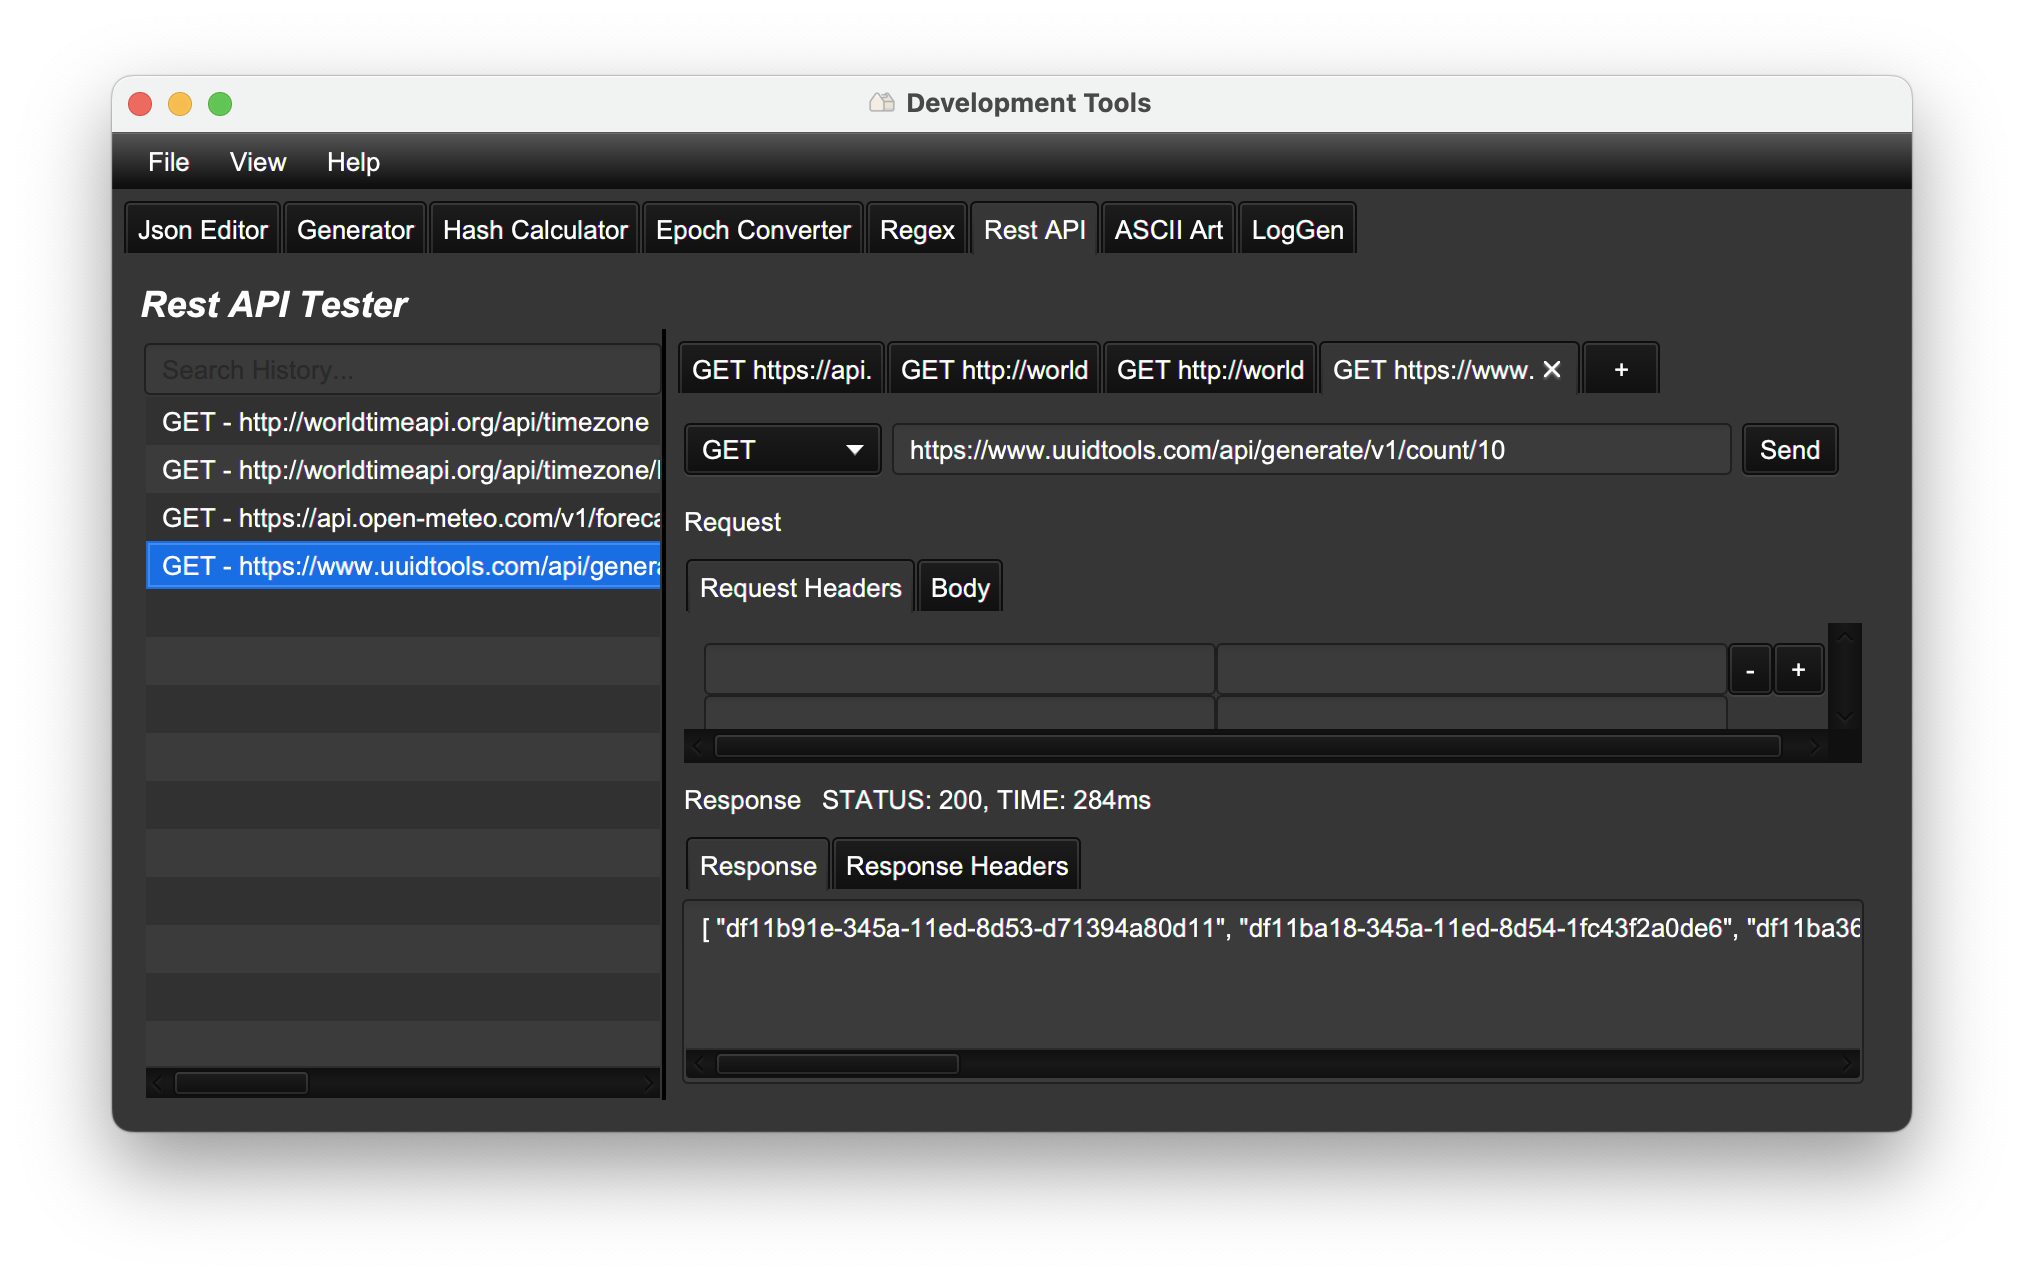 Development Tools
File View Help
Json Editor Generator Hash Calculator Epoch Converter Regex Rest API ASCII Art LogGen
Rest API Tester
Search History...
GET - http://worldtimeapi.org/api/timezone
GET - http://worldtimeapi.org/api/timezone/
GET - https://api.open-meteo.com/v1/foreca
GET - https://www.uuidtools.com/api/genera
GET https://api. GET http://world GET http://world GET https://www. ✕ +
GET https://www.uuidtools.com/api/generate/v1/count/10 Send
Request
Request Headers Body
- +
Response STATUS: 200, TIME: 284ms
Response Response Headers
[ "df11b91e-345a-11ed-8d53-d71394a80d11", "df11ba18-345a-11ed-8d54-1fc43f2a0de6", "df11ba36